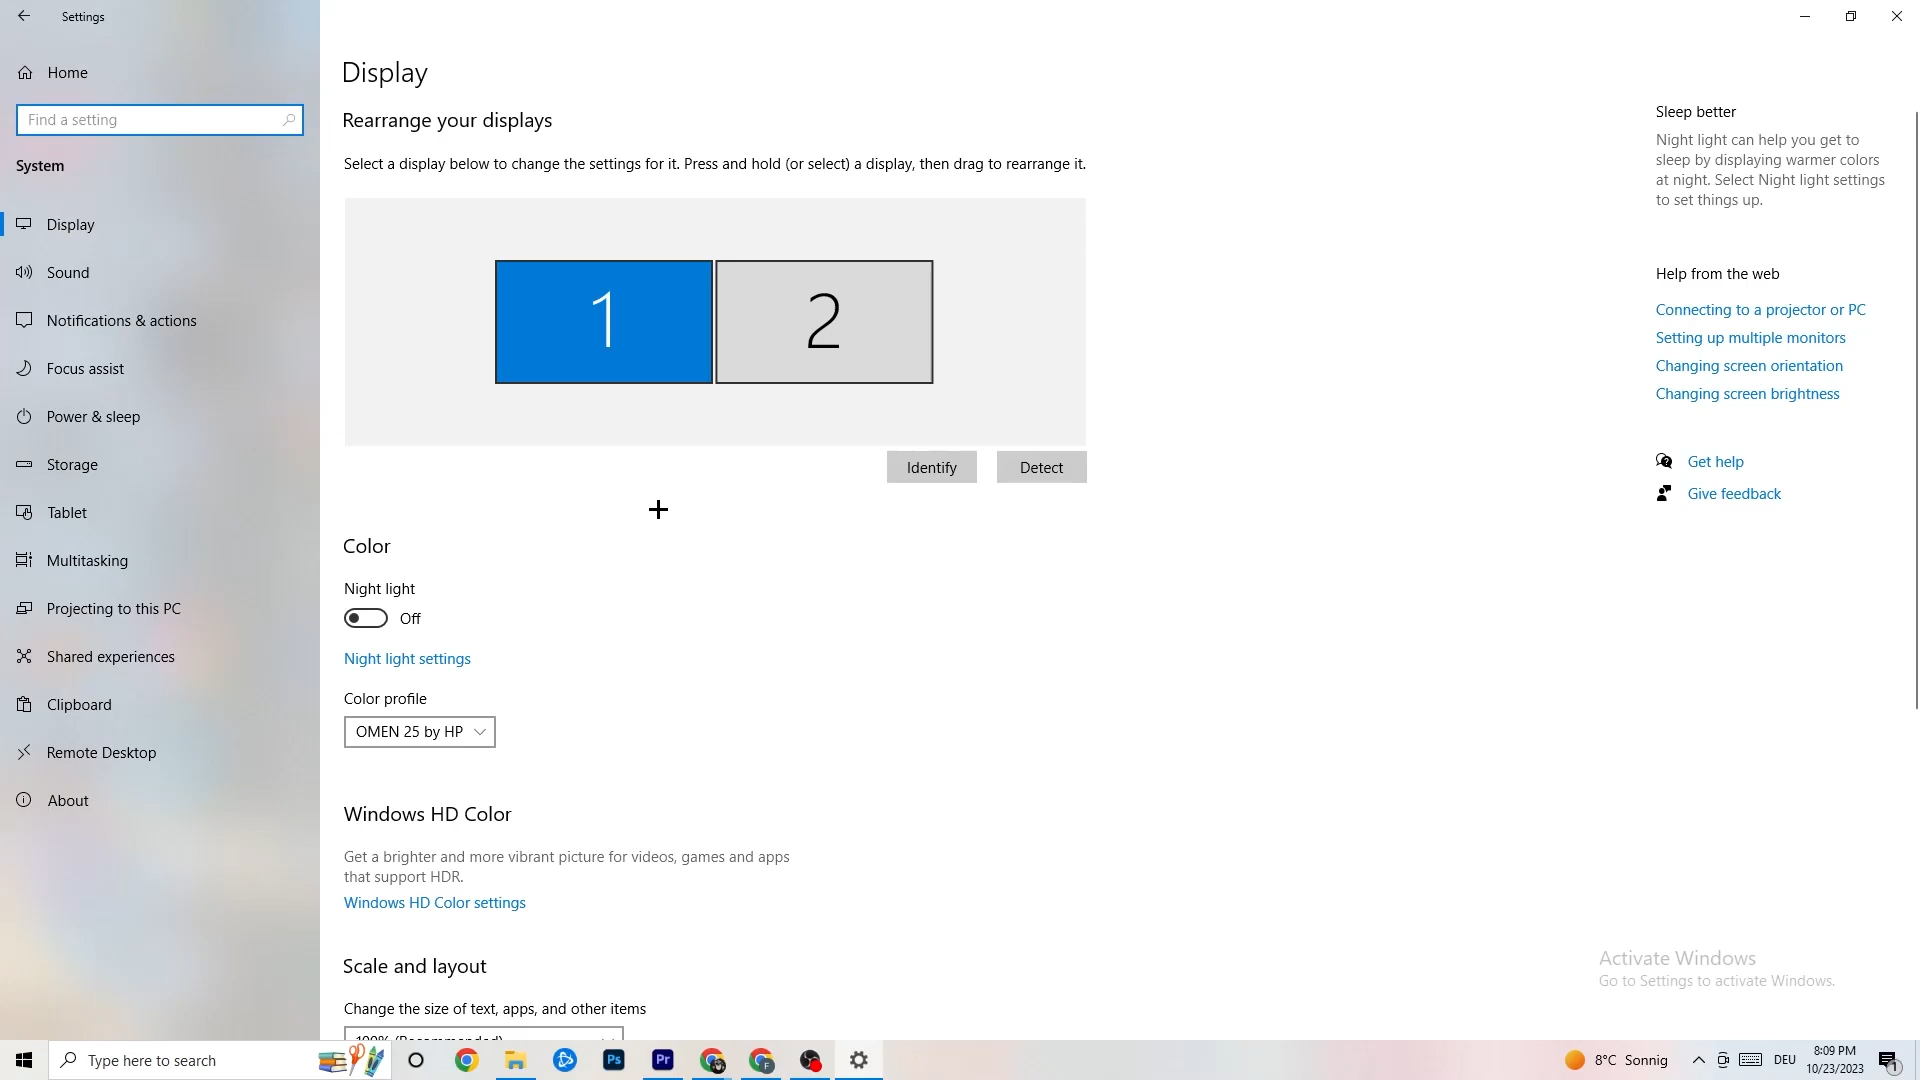 Settings
Home
Find a setting
System
Display
Sound
Notifications & actions
Focus assist
Power & sleep
Storage
Tablet
Multitasking
Projecting to this PC
Shared experiences
Clipboard
Remote Desktop
About
Display
Rearrange your displays
Select a display below to change the settings for it. Press and hold (or select) a display, then drag to rearrange it.
1
2
Identify
Detect
Color
Night light
Off
Night light settings
Color profile
OMEN 25 by HP
Windows HD Color
Get a brighter and more vibrant picture for videos, games and apps
that support HDR.
Windows HD Color settings
Scale and layout
Change the size of text, apps, and other items
100% (Recommended)
Sleep better
Night light can help you get to
sleep by displaying warmer colors
at night. Select Night light settings
to set things up.
Help from the web
Connecting to a projector or PC
Setting up multiple monitors
Changing screen orientation
Changing screen brightness
Get help
Give feedback
Activate Windows
Go to Settings to activate Windows.
Type here to search
Ps
Pr
F
8°C Sonnig
DEU
8:09 PM
10/23/2023
1